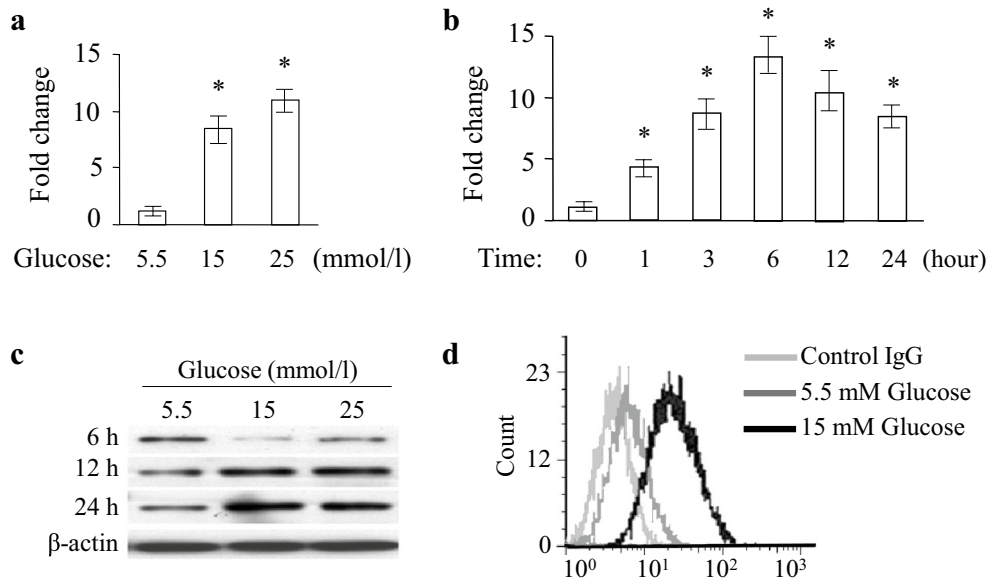 a
Fold change
15
10
5
0
* *
Glucose: 5.5 15 25 (mmol/l)
b
Fold change
15
10
5
0
* * * * *
Time: 0 1 3 6 12 24 (hour)
c
Glucose (mmol/l)
5.5 15 25
6 h
12 h
24 h
β-actin
d
Count
23
12
0
10⁰ 10¹ 10² 10³
Control IgG
5.5 mM Glucose
15 mM Glucose